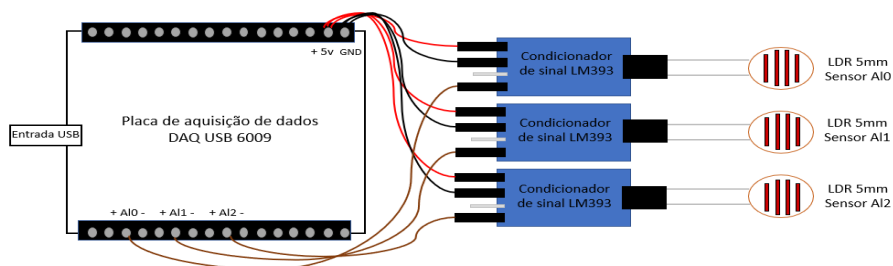 + 5v GND
Entrada USB
Placa de aquisição de dados
DAQ USB 6009
+ AI0 - + AI1 - + AI2 -
Condicionador
de sinal LM393
LDR 5mm
Sensor AI0
Condicionador
de sinal LM393
LDR 5mm
Sensor AI1
Condicionador
de sinal LM393
LDR 5mm
Sensor AI2